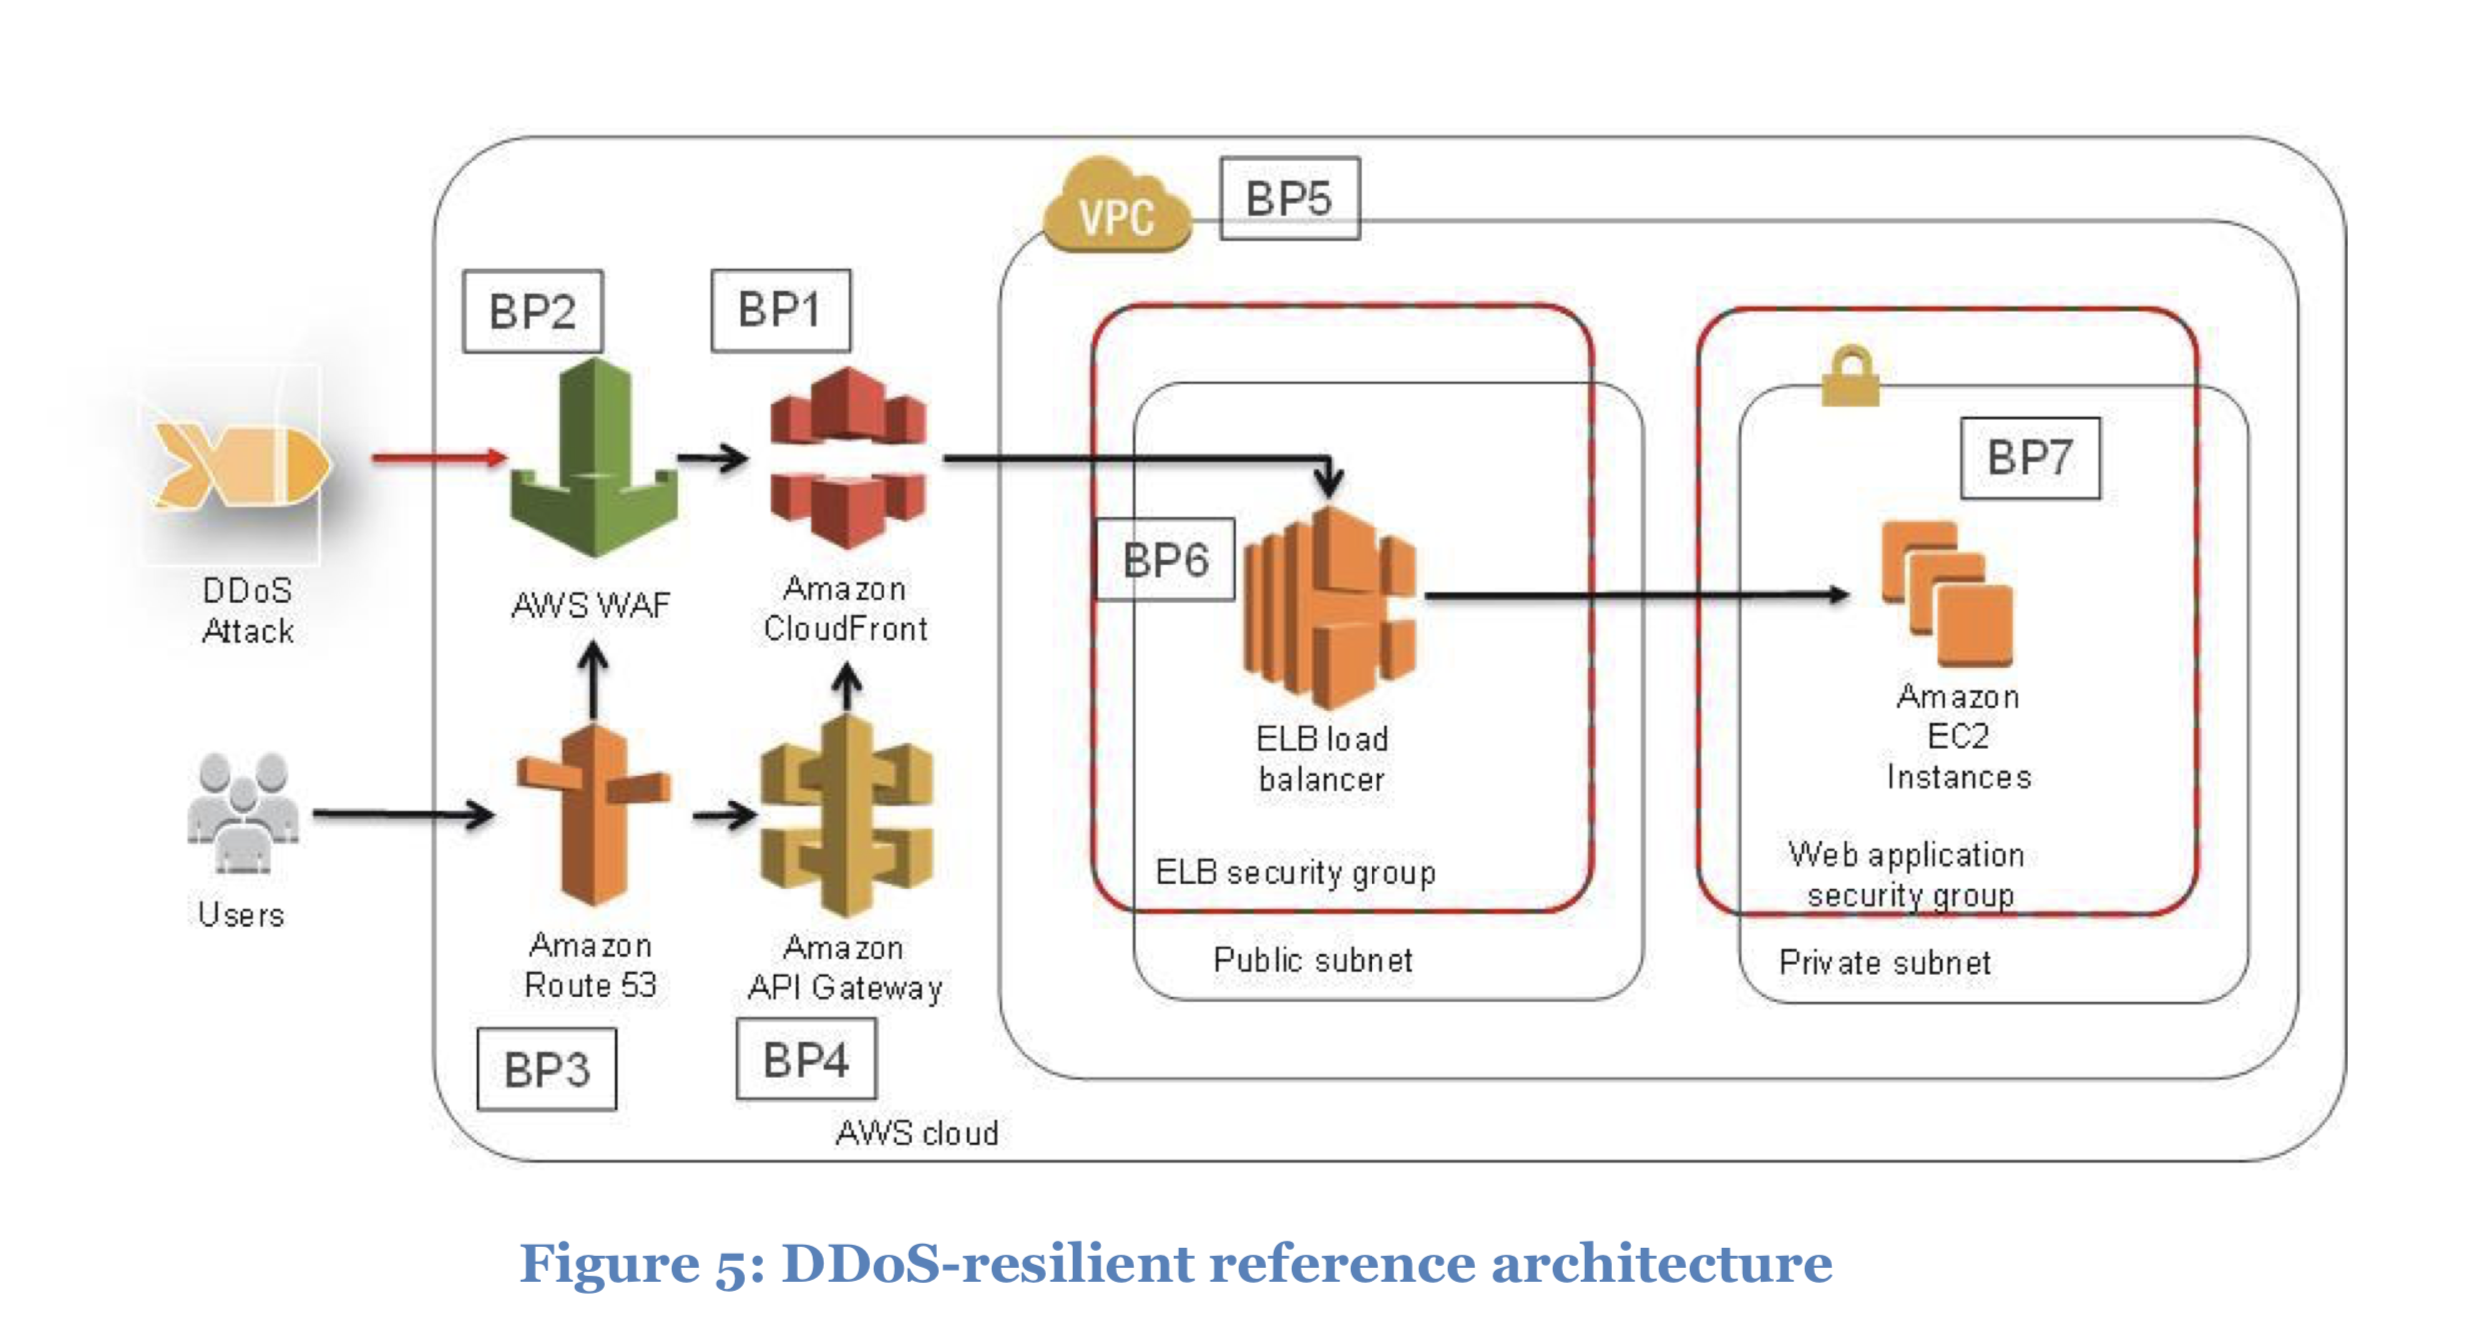 VPC
BP5
BP2
BP1
BP7
BP6
DDoS
Attack
AWS WAF
Amazon
CloudFront
ELB load
balancer
Amazon
EC2
Instances
ELB security group
Web application
security group
Users
Amazon
Route 53
Amazon
API Gateway
Public subnet
Private subnet
BP3
BP4
AWS cloud
Figure 5: DDoS-resilient reference architecture